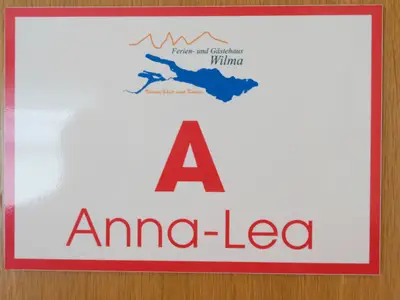 Ferien- und Gästehaus
Wilma
A
Anna-Lea